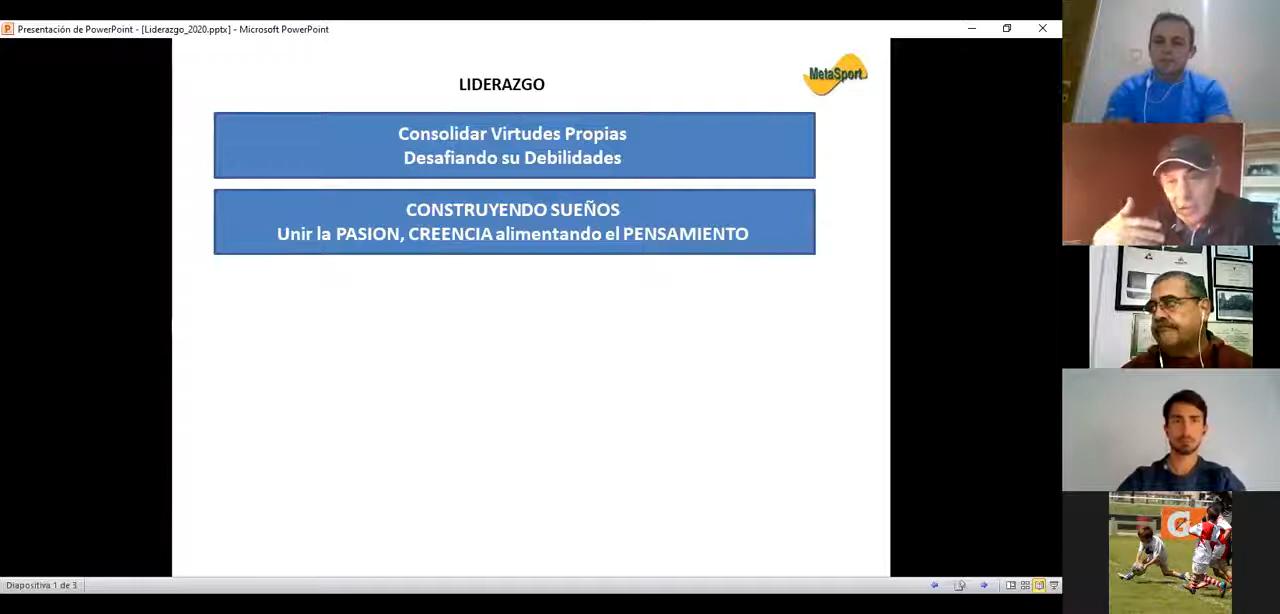 Presentación de PowerPoint - [Liderazgo_2020.pptx] - Microsoft PowerPoint
LIDERAZGO
MetaSport
Consolidar Virtudes Propias
Desafiando su Debilidades
CONSTRUYENDO SUEÑOS
Unir la PASION, CREENCIA alimentando el PENSAMIENTO
G
Diapositiva 1 de 3